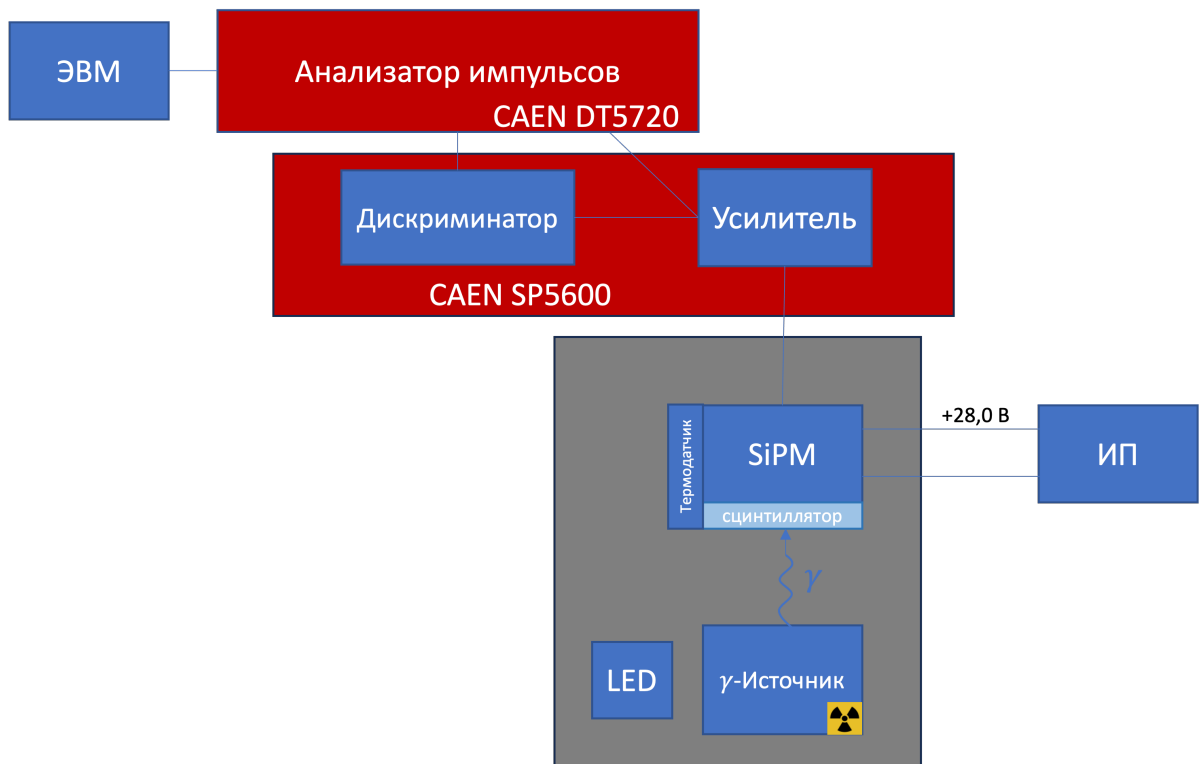 ЭВМ
Анализатор импульсов
CAEN DT5720
Дискриминатор
Усилитель
CAEN SP5600
Термодатчик
SiPM
сцинтиллятор
+28,0 В
ИП
γ
LED
γ-Источник